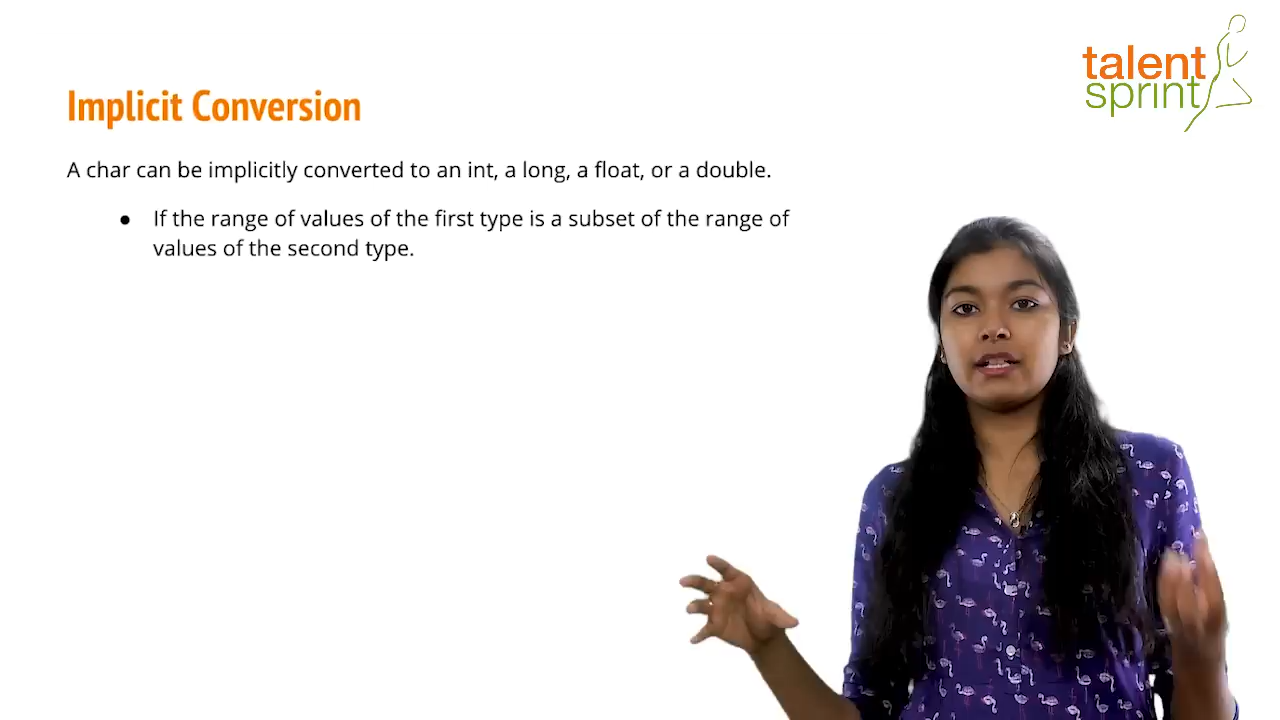 talent
sprint
Implicit Conversion
A char can be implicitly converted to an int, a long, a float, or a double.
● If the range of values of the first type is a subset of the range of
values of the second type.